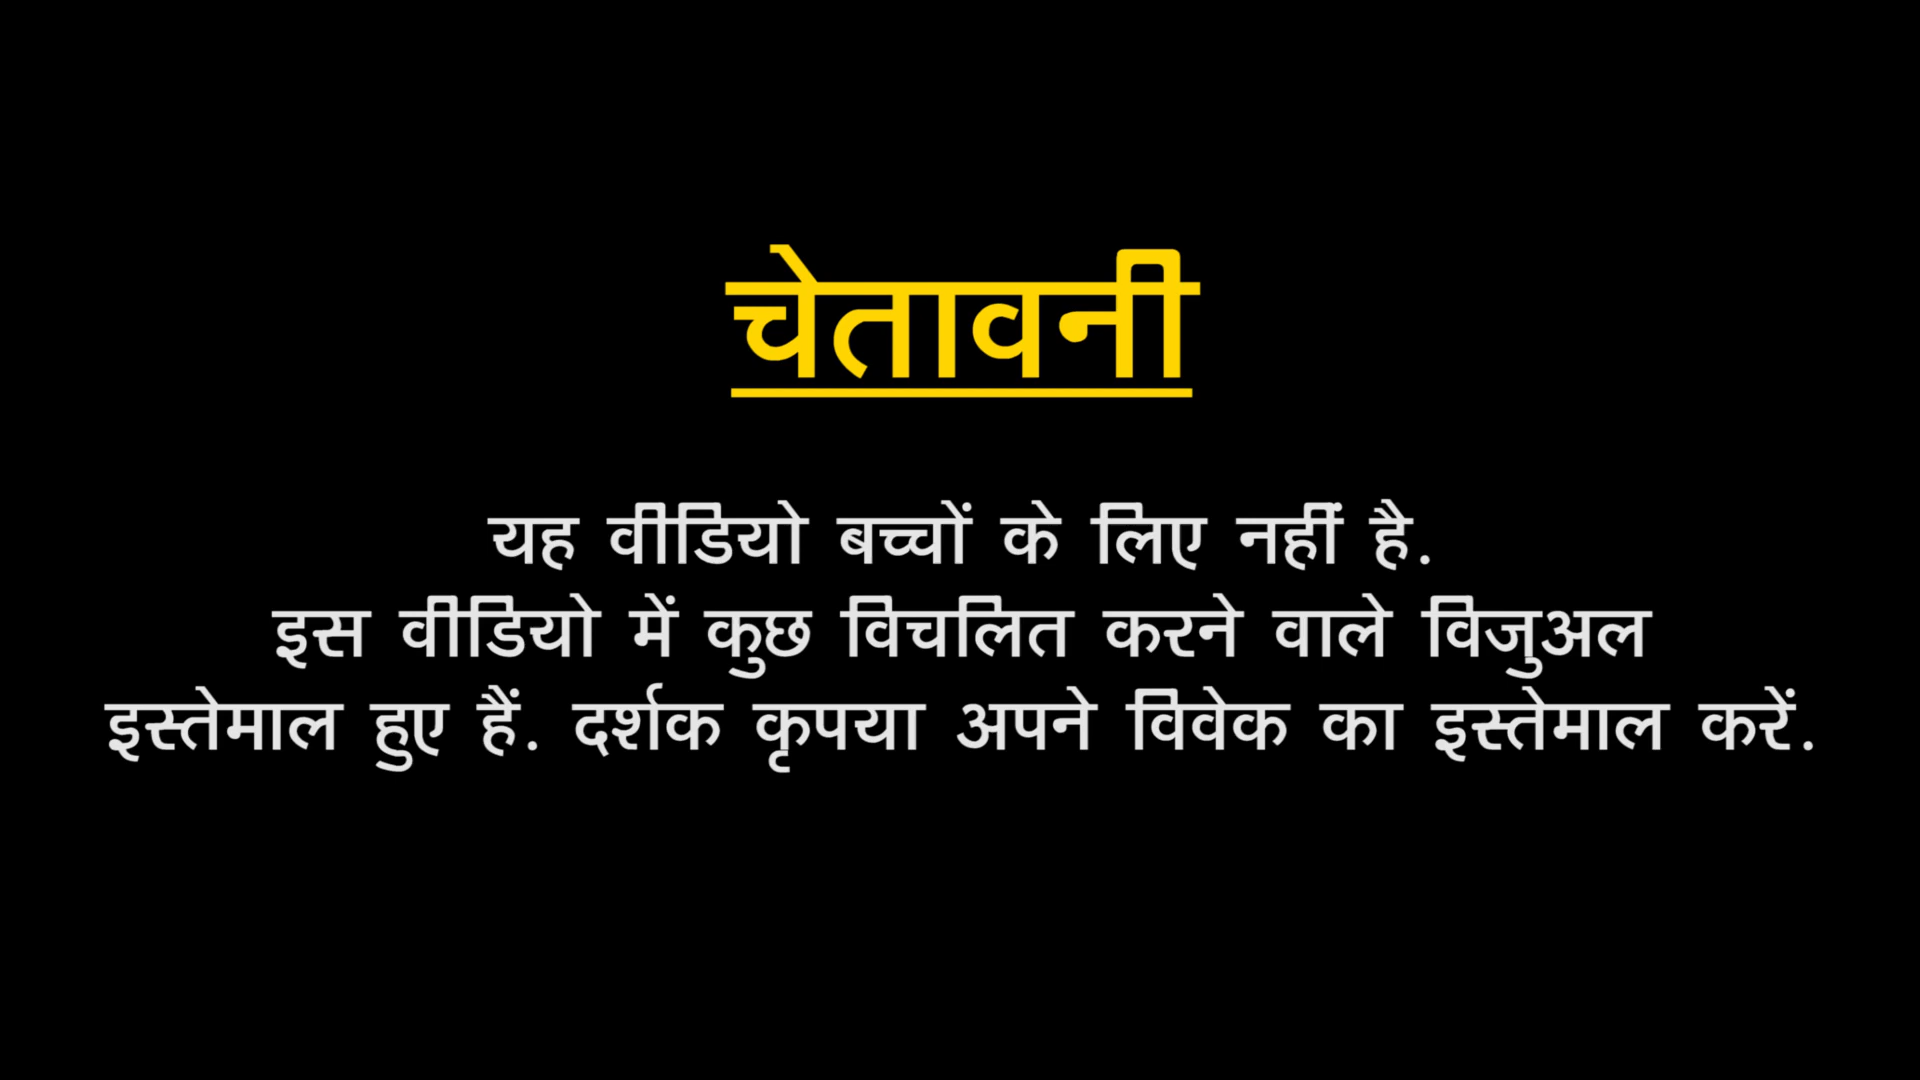 चेतावनी
यह वीडियो बच्चों के लिए नहीं है.
इस वीडियो में कुछ विचलित करने वाले विजुअल
इस्तेमाल हुए हैं. दर्शक कृपया अपने विवेक का इस्तेमाल करें.